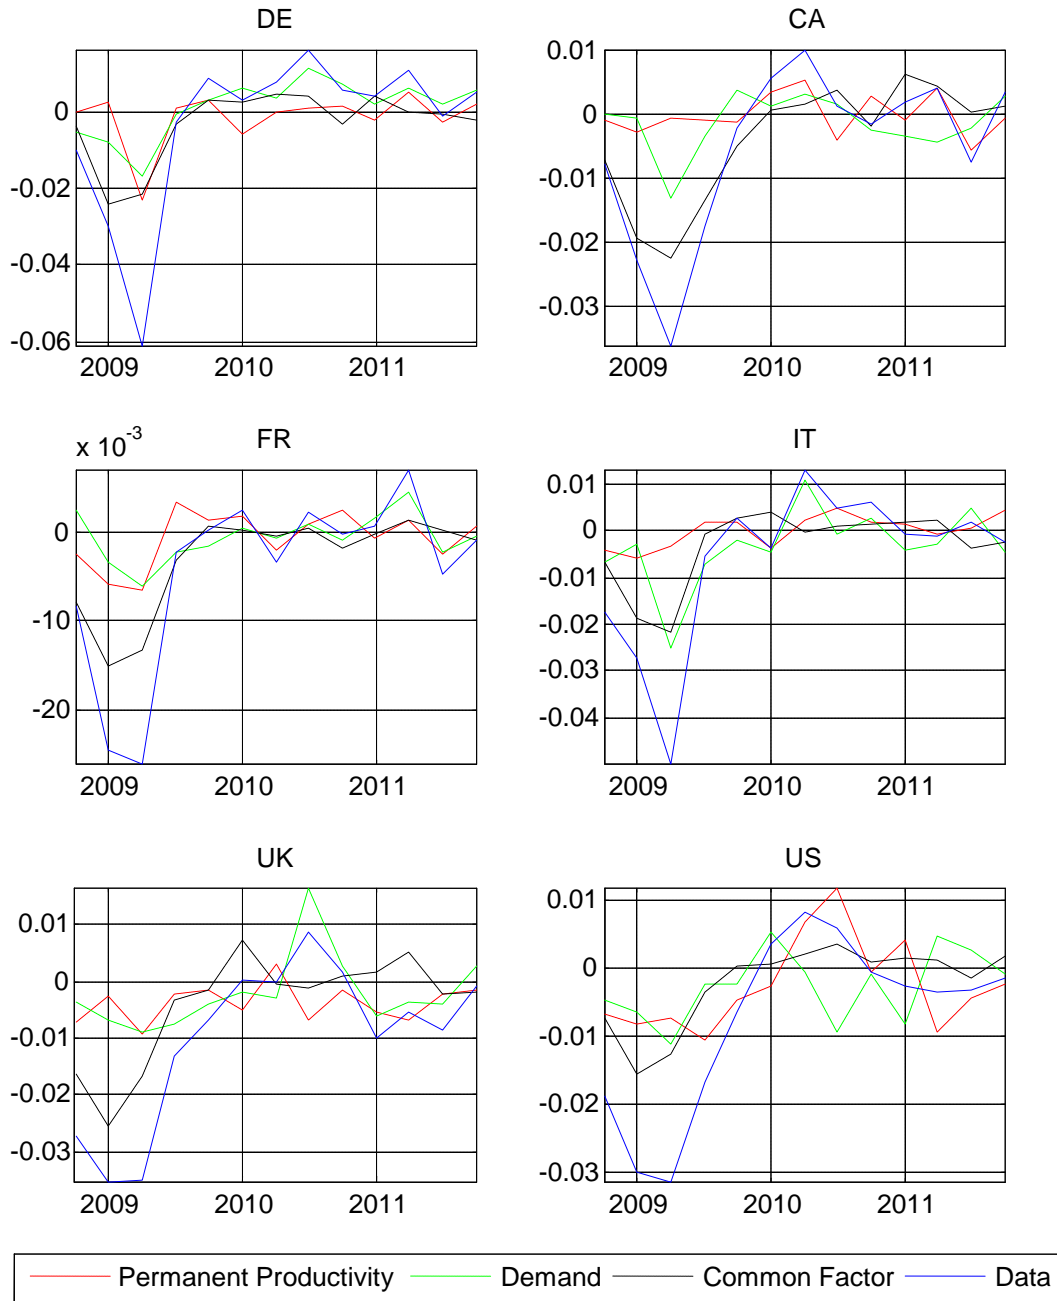 DE
0
-0.02
-0.04
-0.06
2009 2010 2011
CA
0.01
0
-0.01
-0.02
-0.03
2009 2010 2011
x 10-3
FR
0
-10
-20
2009 2010 2011
IT
0.01
0
-0.01
-0.02
-0.03
-0.04
2009 2010 2011
UK
0.01
0
-0.01
-0.02
-0.03
2009 2010 2011
US
0.01
0
-0.01
-0.02
-0.03
2009 2010 2011
Permanent Productivity Demand Common Factor Data